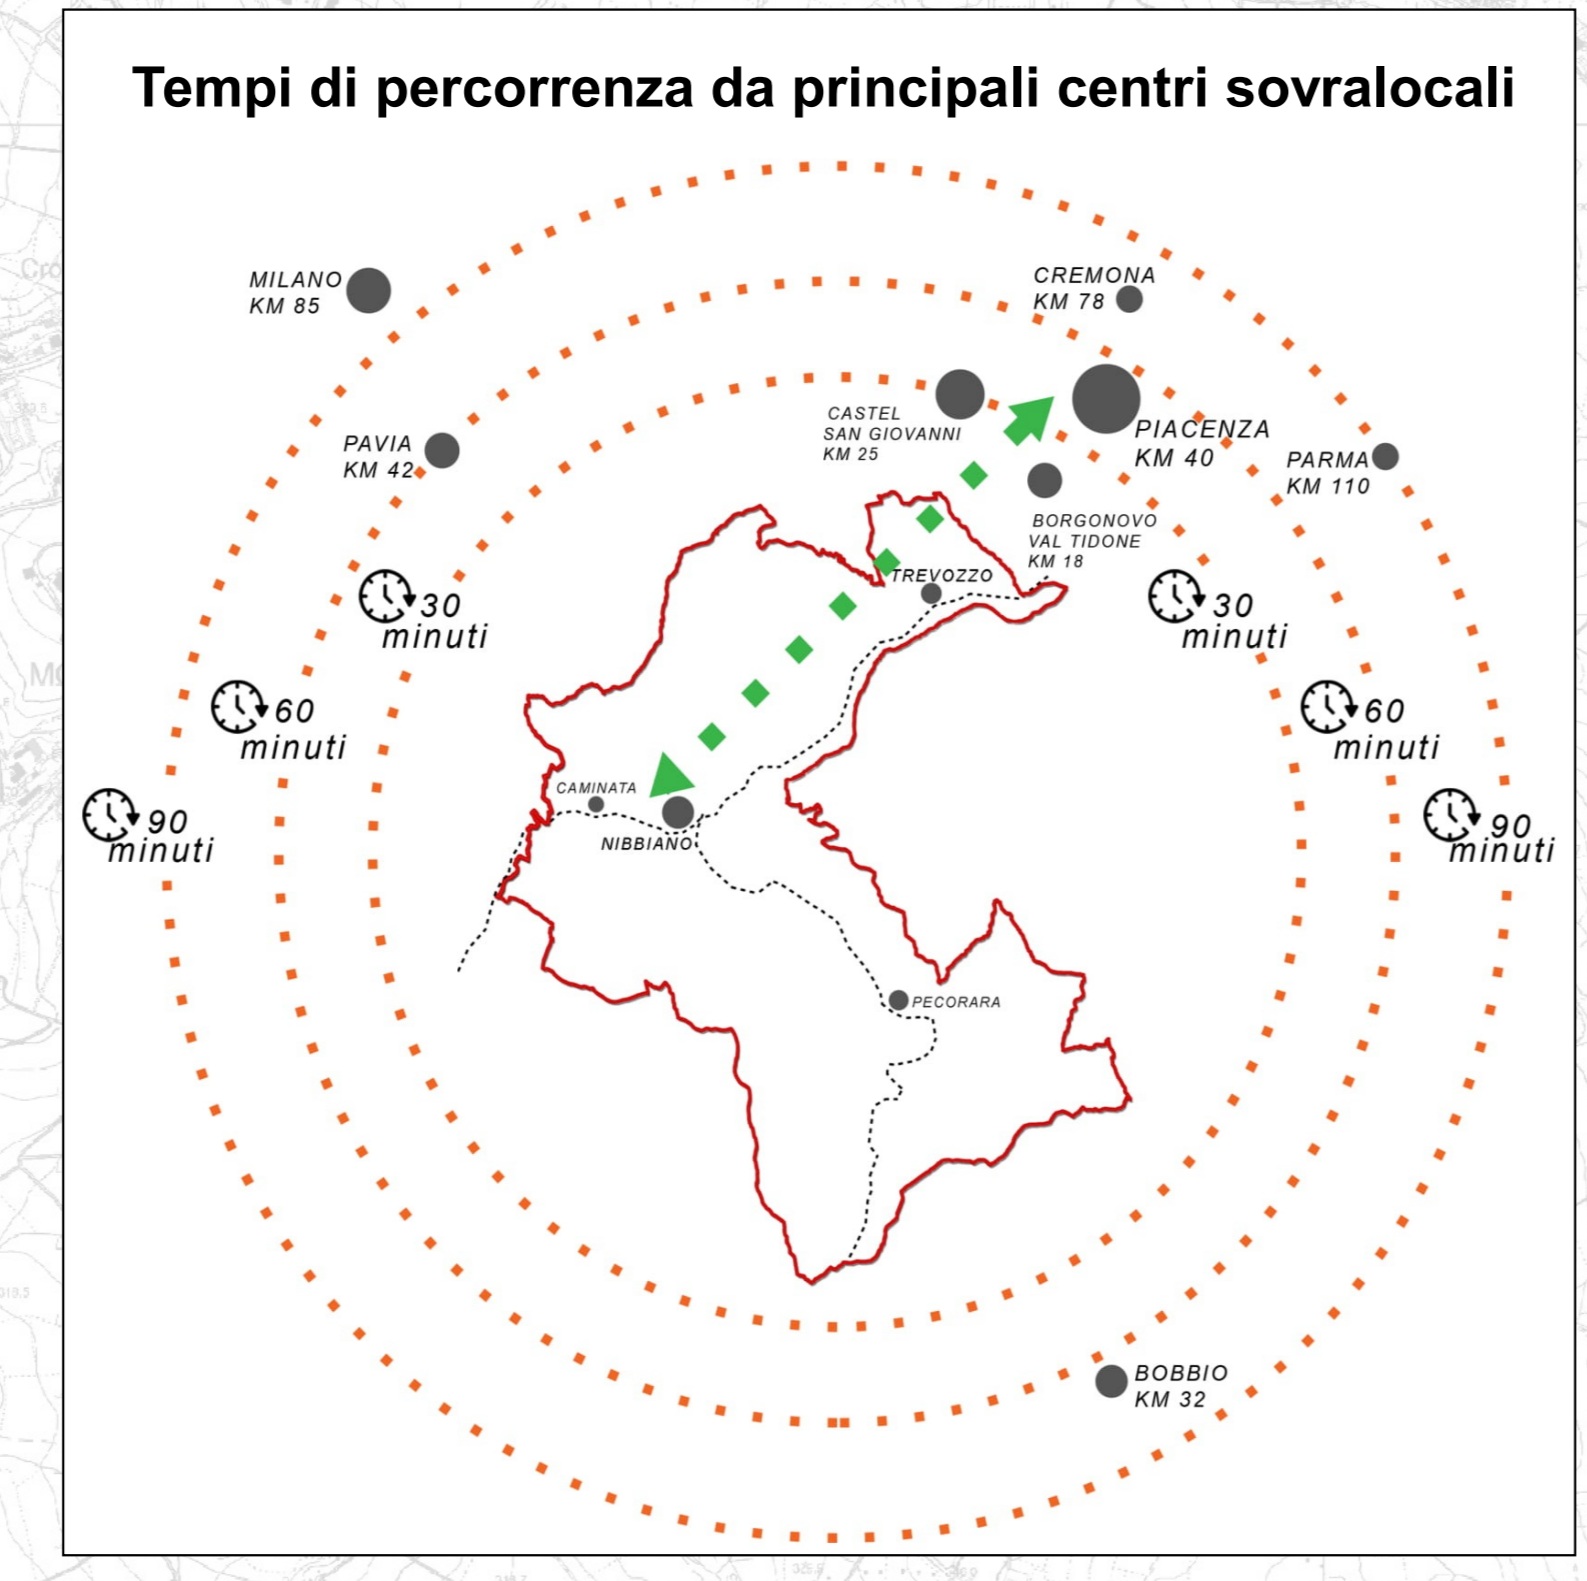 Tempi di percorrenza da principali centri sovralocali
MILANO
KM 85
CREMONA
KM 78
PAVIA
KM 42
CASTEL
SAN GIOVANNI
KM 25
PIACENZA
KM 40
PARMA
KM 110
BORGONOVO
VAL TIDONE
KM 18
TREVOZZO
30
minuti
30
minuti
60
minuti
60
minuti
CAMINATA
NIBBIANO
90
minuti
90
minuti
PECORARA
BOBBIO
KM 32